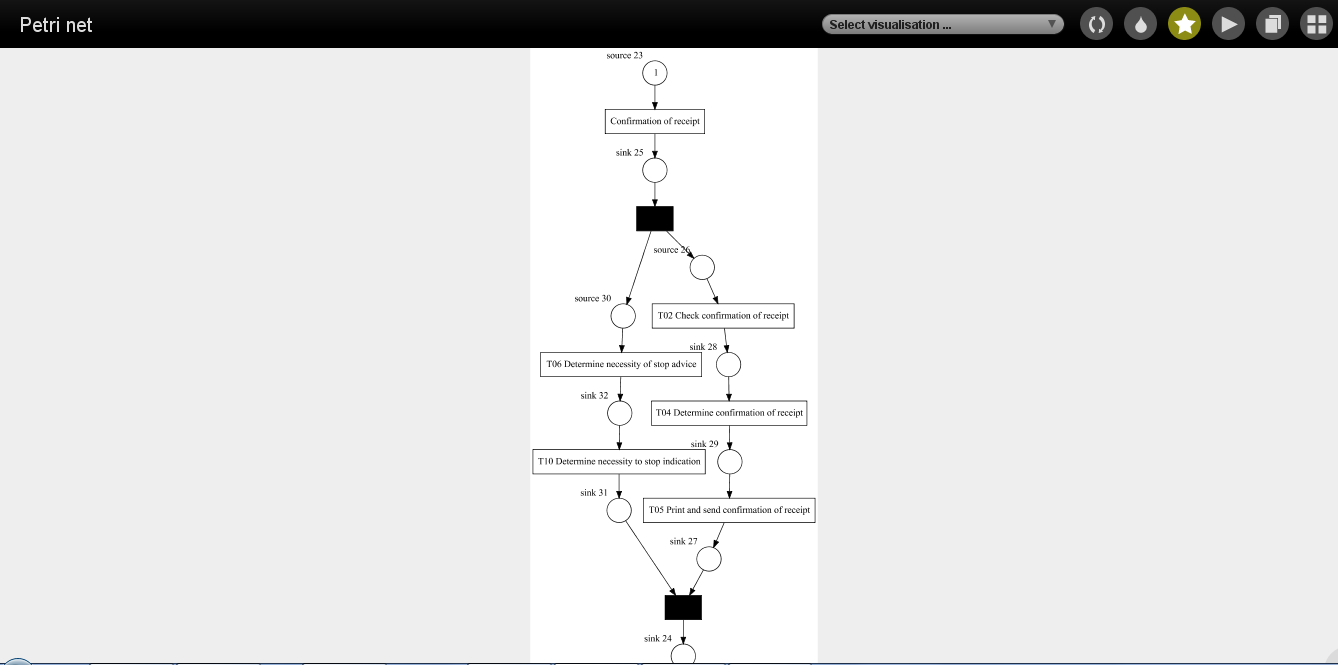 Petri net
Select visualisation ...
source 23
1
Confirmation of receipt
sink 25
source 26
source 30
T02 Check confirmation of receipt
sink 28
T06 Determine necessity of stop advice
sink 32
T04 Determine confirmation of receipt
sink 29
T10 Determine necessity to stop indication
sink 31
T05 Print and send confirmation of receipt
sink 27
sink 24